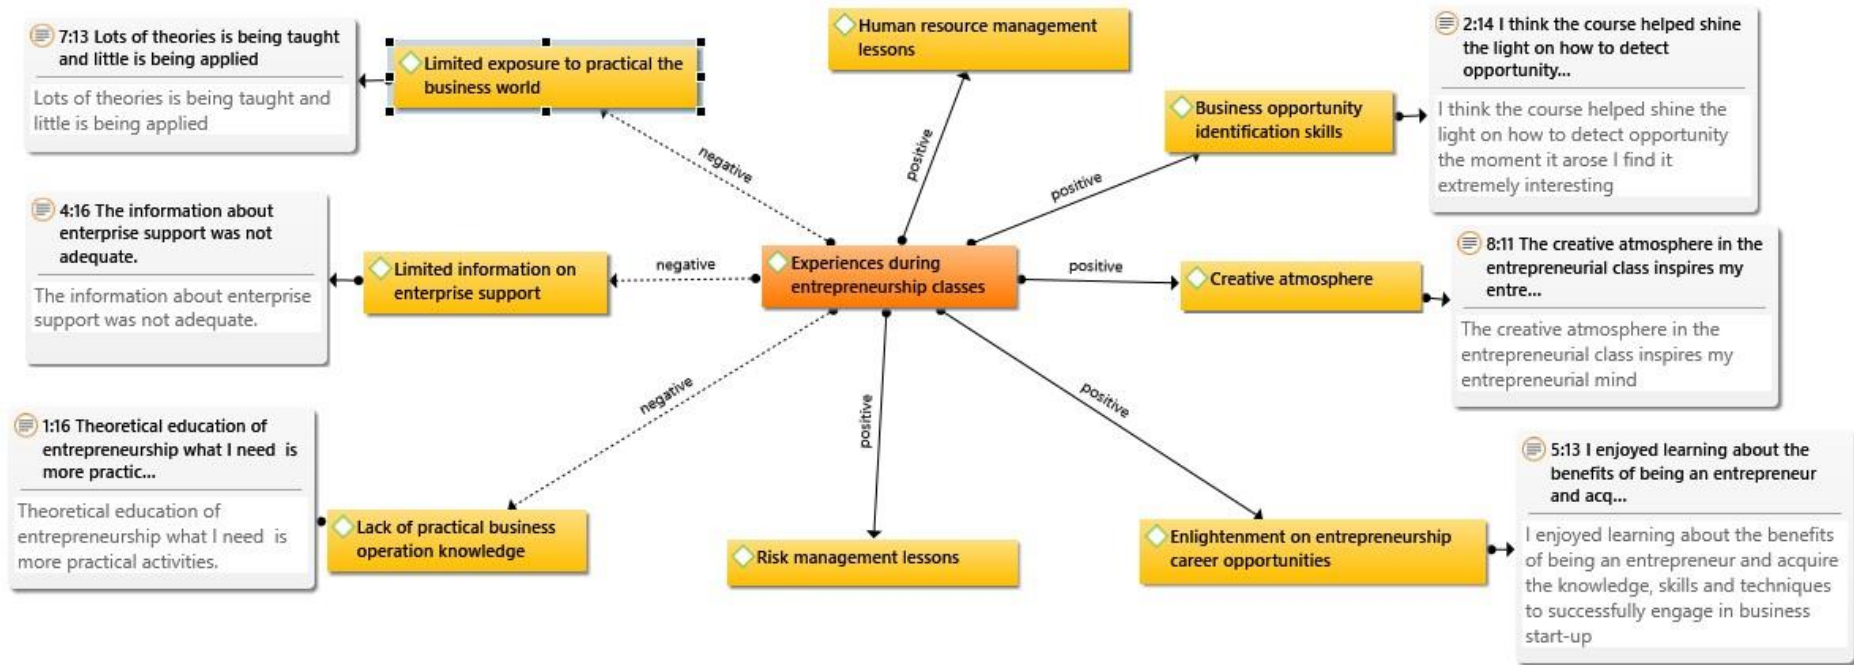 7:13 Lots of theories is being taught
and little is being applied
Lots of theories is being taught and
little is being applied
Limited exposure to practical the
business world
Human resource management
lessons
2:14 I think the course helped shine
the light on how to detect
opportunity...
I think the course helped shine the
light on how to detect opportunity
the moment it arose I find it
extremely interesting
Business opportunity
identification skills
negative
positive
positive
4:16 The information about
enterprise support was not
adequate.
The information about enterprise
support was not adequate.
Limited information on
enterprise support
negative
Experiences during
entrepreneurship classes
positive
Creative atmosphere
8:11 The creative atmosphere in the
entrepreneurial class inspires my
entre...
The creative atmosphere in the
entrepreneurial class inspires my
entrepreneurial mind
negative
positive
positive
1:16 Theoretical education of
entrepreneurship what I need  is
more practic...
Theoretical education of
entrepreneurship what I need  is
more practical activities.
Lack of practical business
operation knowledge
Risk management lessons
Enlightenment on entrepreneurship
career opportunities
5:13 I enjoyed learning about the
benefits of being an entrepreneur
and acq...
I enjoyed learning about the benefits
of being an entrepreneur and acquire
the knowledge, skills and techniques
to successfully engage in business
start-up